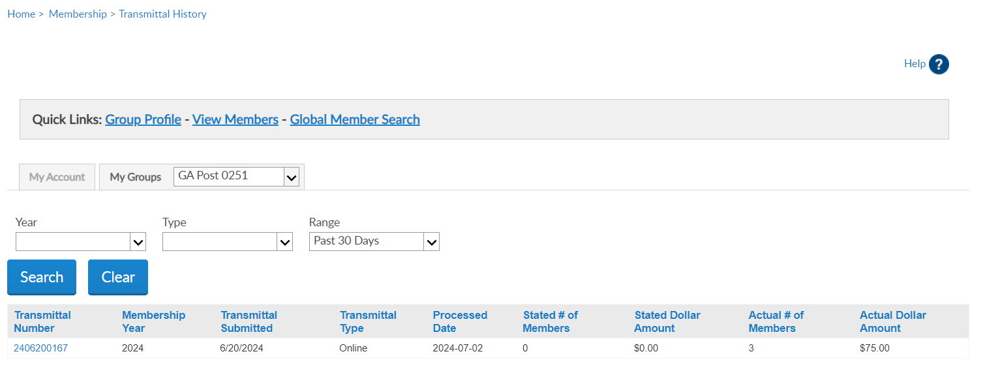 Home > Membership > Transmittal History
Help ?
Quick Links: Group Profile - View Members - Global Member Search
My Account My Groups GA Post 0251
Year Type Range
Past 30 Days
Search Clear
Transmittal Membership Transmittal Transmittal Processed Stated # of Stated Dollar Actual # of Actual Dollar
Number Year Submitted Type Date Members Amount Members Amount
2406200167 2024 6/20/2024 Online 2024-07-02 0 $0.00 3 $75.00